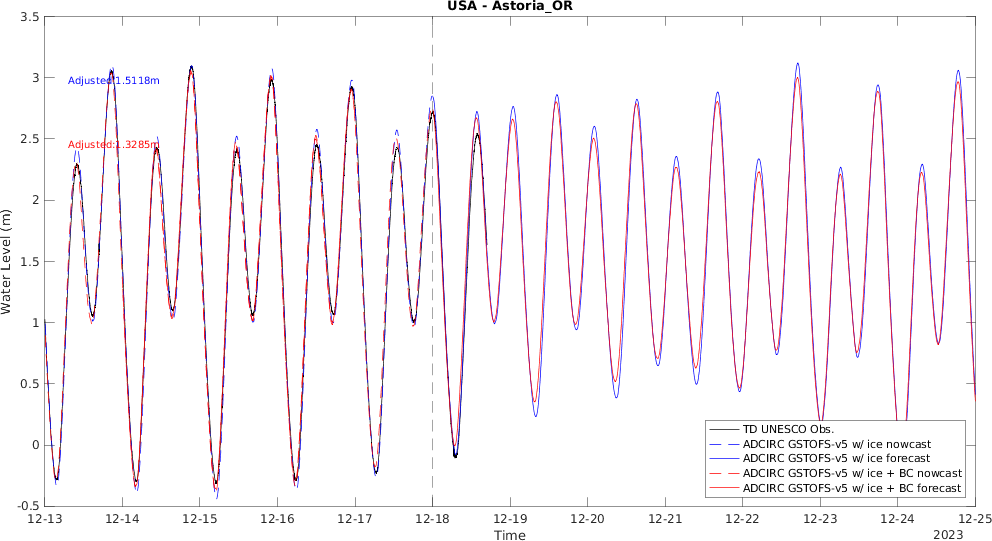 USA - Astoria_OR
3.5
3
2.5
2
1.5
1
0.5
0
-0.5
Water Level (m)
Adjusted:1.5118m
Adjusted:1.3285m
TD UNESCO Obs.
ADCIRC GSTOFS-v5 w/ ice nowcast
ADCIRC GSTOFS-v5 w/ ice forecast
ADCIRC GSTOFS-v5 w/ ice + BC nowcast
ADCIRC GSTOFS-v5 w/ ice + BC forecast
12-13 12-14 12-15 12-16 12-17 12-18 12-19 12-20 12-21 12-22 12-23 12-24 12-25
Time
2023